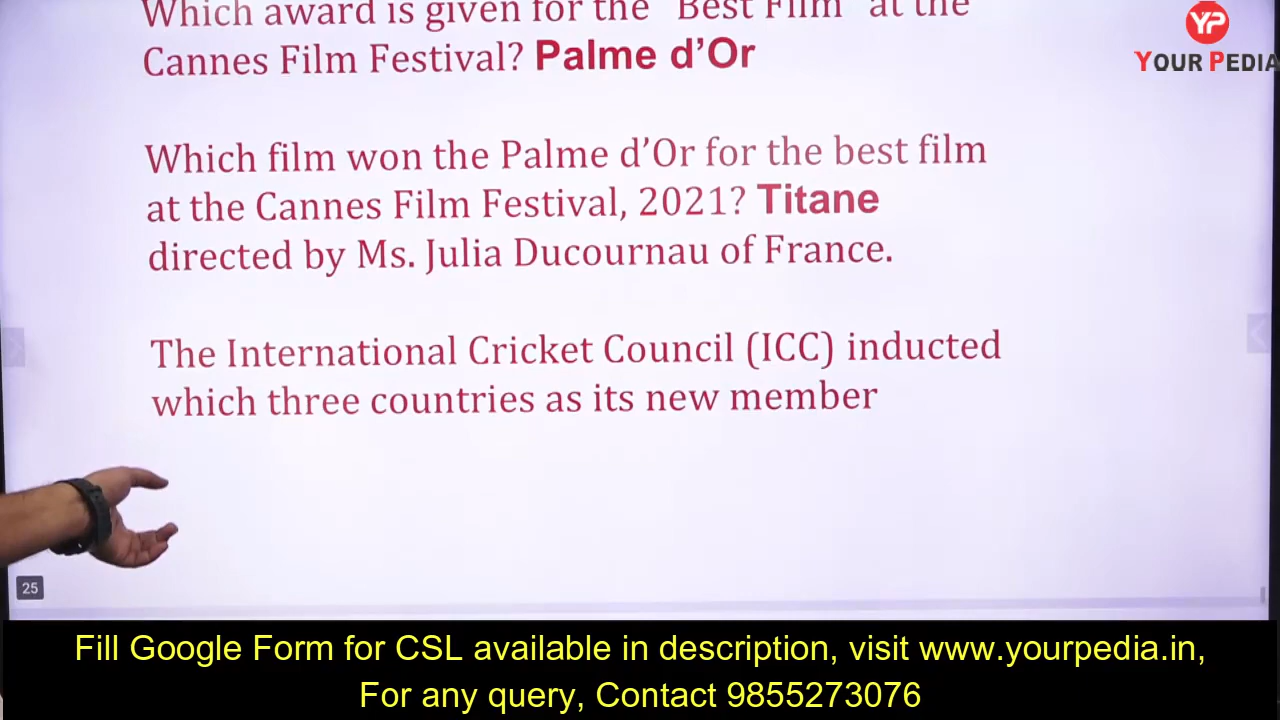 Which award is given for the "Best Film" at the
Cannes Film Festival? Palme d'Or
YP
YOUR PEDIA
Which film won the Palme d'Or for the best film
at the Cannes Film Festival, 2021? Titane
directed by Ms. Julia Ducournau of France.
The International Cricket Council (ICC) inducted
which three countries as its new member
25
Fill Google Form for CSL available in description, visit www.yourpedia.in,
For any query, Contact 9855273076